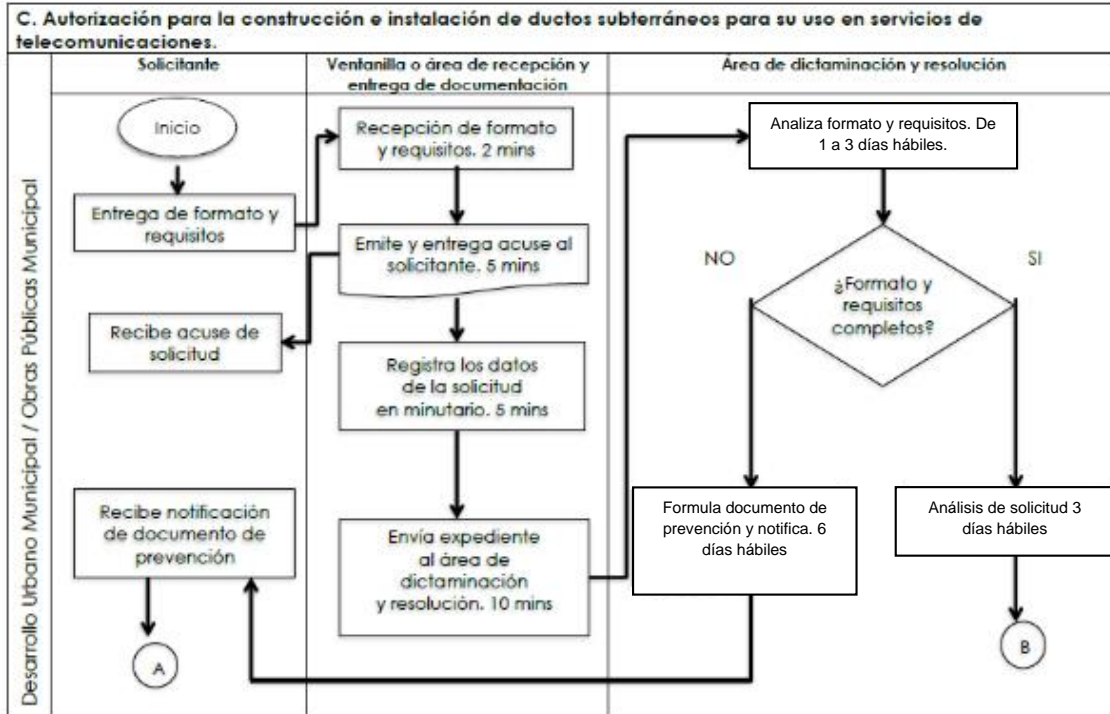 C. Autorización para la construcción e instalación de ductos subterráneos para su uso en servicios de
telecomunicaciones.
Desarrollo Urbano Municipal / Obras Públicas Municipal
Solicitante
Ventanilla o área de recepción y
entrega de documentación
Área de dictaminación y resolución
Inicio
Entrega de formato y
requisitos
Recibe acuse de
solicitud
Recibe notificación
de documento de
prevención
A
Recepción de formato
y requisitos. 2 mins
Emite y entrega acuse al
solicitante. 5 mins
Registra los datos
de la solicitud
en minutario. 5 mins
Envía expediente
al área de
dictaminación
y resolución. 10 mins
Analiza formato y requisitos. De
1 a 3 días hábiles.
NO
SI
¿Formato y
requisitos
completos?
Formula documento de
prevención y notifica. 6
días hábiles
Análisis de solicitud 3
días hábiles
B